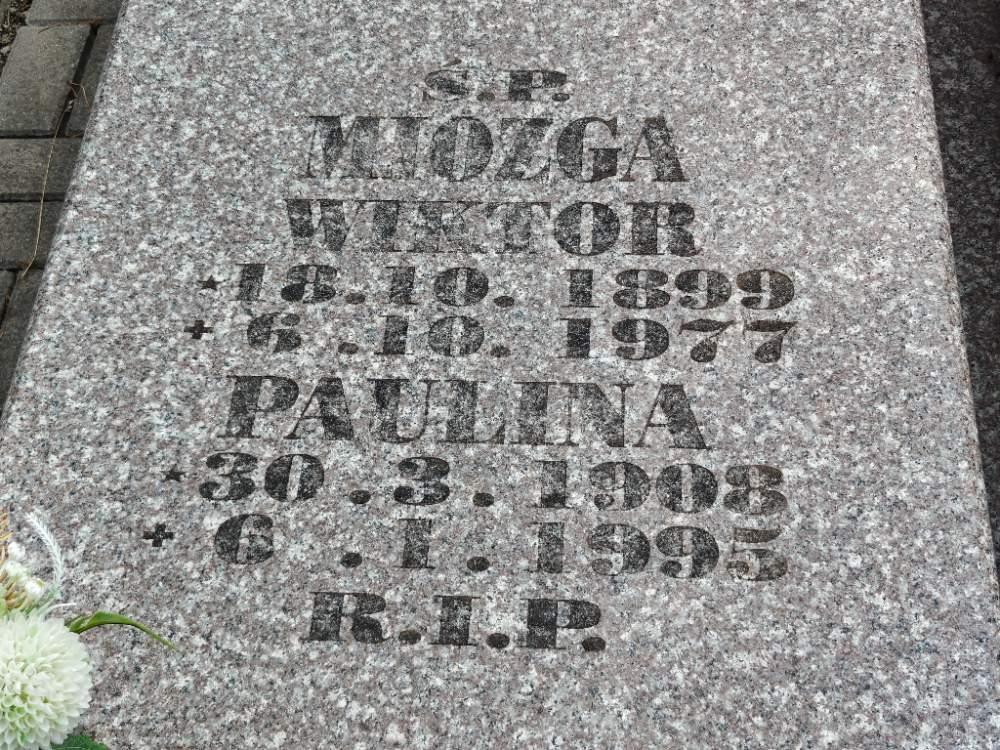 Ś.P.
MIOZGA
WIKTOR
* 18.10. 1899
+ 6.10. 1977
PAULINA
* 30.3. 1908
+ 6.1. 1995
R.I.P.